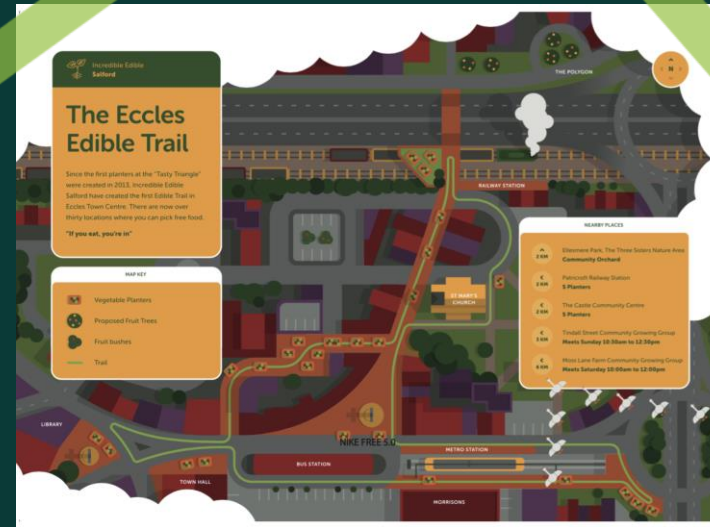 Incredible Edible
Salford
The Eccles
Edible Trail
Since the first planters at the "Tasty Triangle"
were created in 2013, Incredible Edible
Salford have created the first Edible Trail in
Eccles Town Centre. There are now over
thirty locations where you can pick free food.
"If you eat, you're in"
MAP KEY
Vegetable Planters
Proposed Fruit Trees
Fruit bushes
Trail
THE POLYGON
N
RAILWAY STATION
ST MARY'S
CHURCH
NEARBY PLACES
2 KM
Ellesmere Park, The Three Sisters Nature Area
Community Orchard
Patricroft Railway Station
5 Planters
2 KM
The Castle Community Centre
5 Planters
Tindall Street Community Growing Group
Meets Sunday 10:30am to 12:30pm
Moss Lane Farm Community Growing Group
Meets Saturday 10:00am to 12:00pm
LIBRARY
NIKE FREE 5.0
METRO STATION
BUS STATION
TOWN HALL
MORRISONS